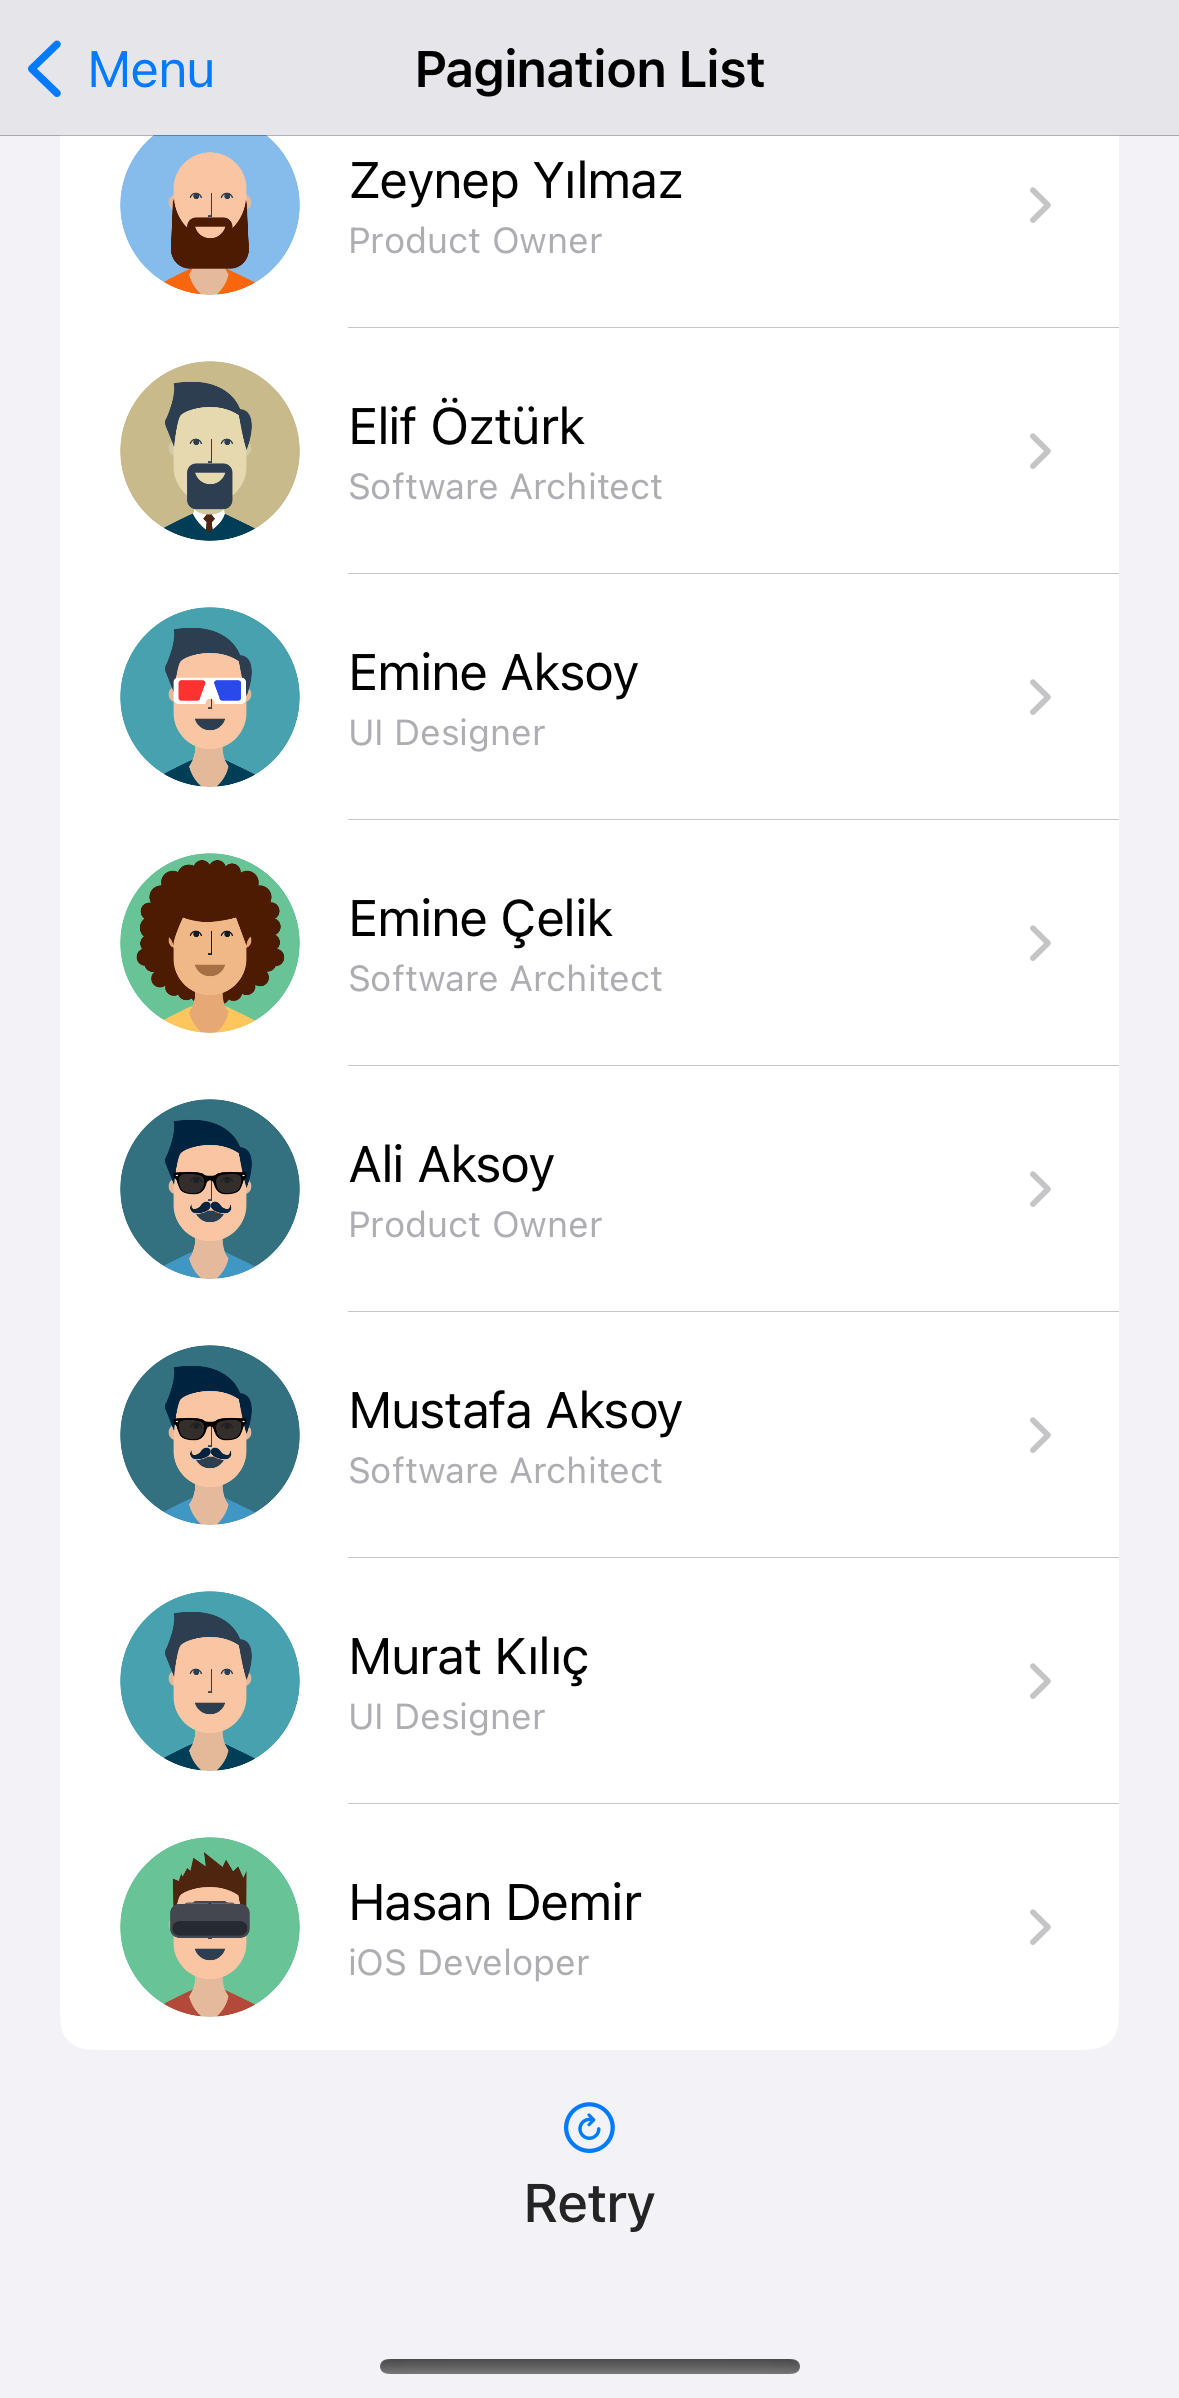 Menu
Pagination List
Zeynep Yılmaz
Product Owner
Elif Öztürk
Software Architect
Emine Aksoy
UI Designer
Emine Çelik
Software Architect
Ali Aksoy
Product Owner
Mustafa Aksoy
Software Architect
Murat Kılıç
UI Designer
Hasan Demir
iOS Developer
Retry